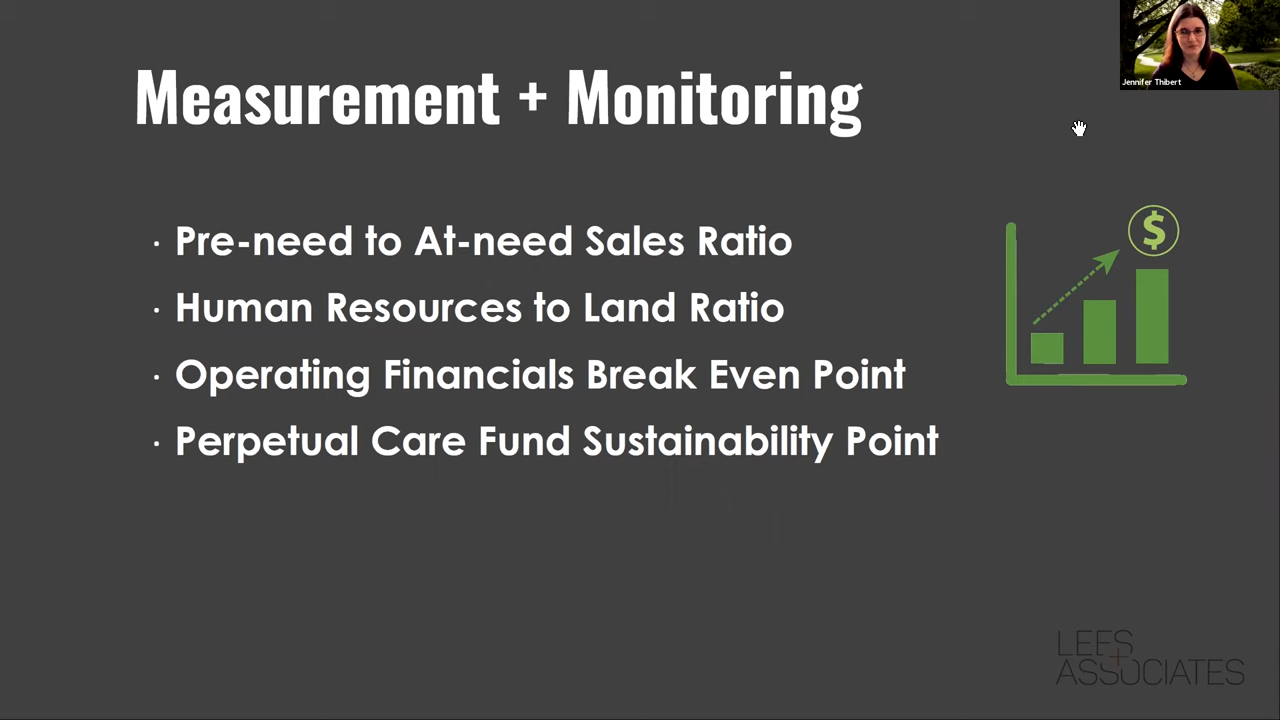 Jennifer Thibert
Measurement + Monitoring
· Pre-need to At-need Sales Ratio
· Human Resources to Land Ratio
· Operating Financials Break Even Point
· Perpetual Care Fund Sustainability Point
$
LEES +
ASSOCIATES